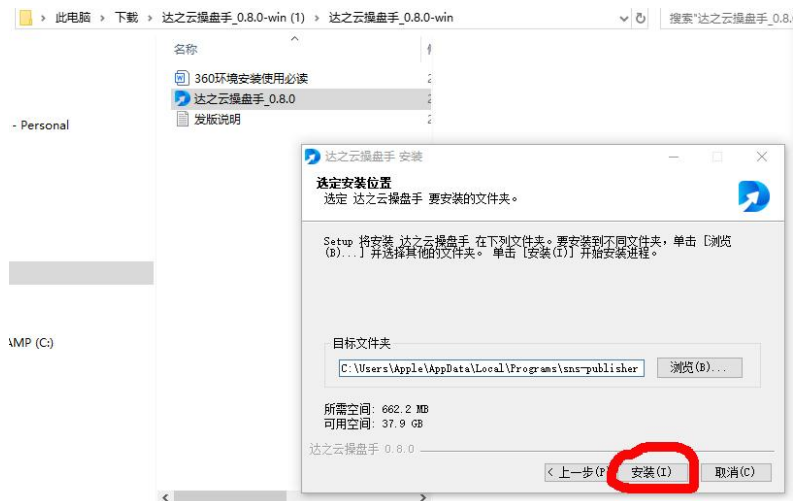 此电脑 › 下载 › 达之云操盘手_0.8.0-win (1) › 达之云操盘手_0.8.0-win
搜索"达之云操盘手_0.8.
名称
360环境安装使用必读
达之云操盘手_0.8.0
发版说明
- Personal
AMP (C:)
达之云操盘手 安装
选定安装位置
选定 达之云操盘手 要安装的文件夹。
Setup 将安装 达之云操盘手 在下列文件夹。要安装到不同文件夹，单击 [浏览
(B)...] 并选择其他的文件夹。 单击 [安装(I)] 开始安装进程。
目标文件夹
C:\Users\Apple\AppData\Local\Programs\sns-publisher
浏览(B)...
所需空间: 662.2 MB
可用空间: 37.9 GB
达之云操盘手 0.8.0
< 上一步(P)
安装(I)
取消(C)